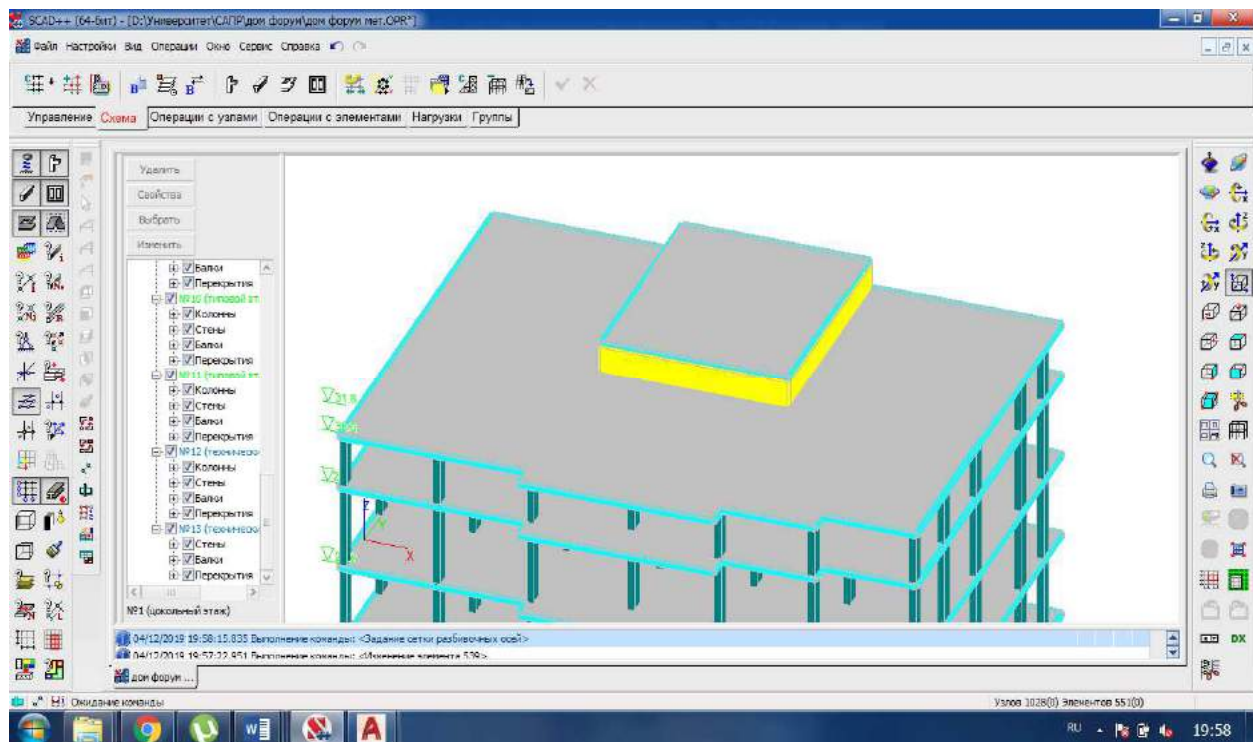 SCAD++ (64-бит) - [D:\Университет\САПР\дом форум\дом форум мет.OPR*]
Файл Настройки Вид Операции Окно Сервис Справка
Управление Схема Операции с узлами Операции с элементами Нагрузки Группы
Удалить
Свойства
Выбрать
Изменить
Балки
Перекрытия
№10 (типовой эт
Колонны
Стены
Балки
Перекрытия
№11 (типовой эт
Колонны
Стены
Балки
Перекрытия
№12 (техническо
Колонны
Стены
Балки
Перекрытия
№13 (техническо
Стены
Балки
Перекрытия
№1 (цокольный этаж)
Z
Y
X
04/12/2019 19:58:15.835 Выполнение команды: <Задание сетки разбивочных осей>
04/12/2019 19:57:22.951 Выполнение команды: <Изменение элемента 539>
дом форум ...
Ожидание команды
Узлов 1028(0) Элементов 551(0)
DX
RU 19:58